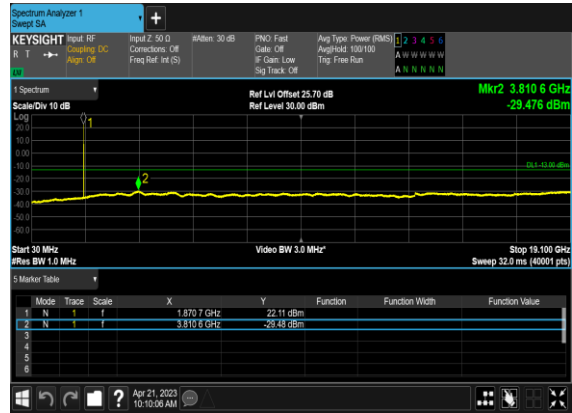 Spectrum Analyzer 1
Swept SA
+
KEYSIGHT Input: RF Input Z: 50 Ω #Atten: 30 dB PNO: Fast Avg Type: Power (RMS) 1 2 3 4 5 6
R T Coupling: DC Corrections: Off Gate: Off Avg|Hold: 100/100 A W W W W W
Align: Off Freq Ref: Int (S) IF Gain: Low Trig: Free Run
LW Sig Track: Off A N N N N N
1 Spectrum Ref Lvl Offset 25.70 dB Mkr2 3.810 6 GHz
Scale/Div 10 dB Ref Level 30.00 dBm -29.476 dBm
Log
20.0
10.0
0.00
-10.0
-20.0
-30.0
-40.0
-50.0
-60.0
1
2
DL1 -13.00 dBm
Start 30 MHz Video BW 3.0 MHz* Stop 19.100 GHz
#Res BW 1.0 MHz Sweep 32.0 ms (40001 pts)
5 Marker Table
Mode Trace Scale X Y Function Function Width Function Value
1 N 1 f 1.870 7 GHz 22.11 dBm
2 N 1 f 3.810 6 GHz -29.48 dBm
3
4
5
6
? Apr 21, 2023
10:10:06 AM